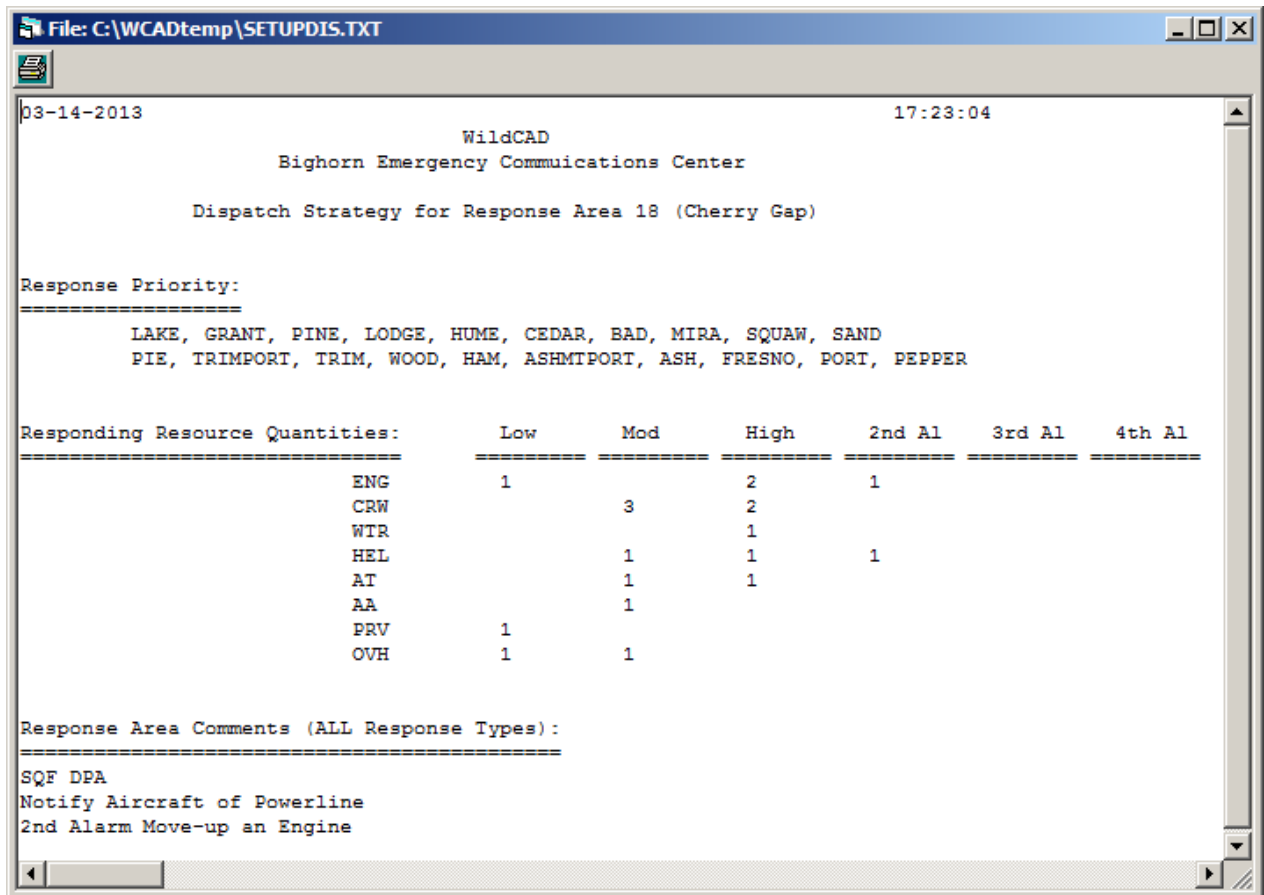 File: C:\WCADtemp\SETUPDIS.TXT
03-14-2013 17:23:04
WildCAD
Bighorn Emergency Commuications Center
Dispatch Strategy for Response Area 18 (Cherry Gap)
Response Priority:
==================
LAKE, GRANT, PINE, LODGE, HUME, CEDAR, BAD, MIRA, SQUAW, SAND
PIE, TRIMPORT, TRIM, WOOD, HAM, ASHMTPORT, ASH, FRESNO, PORT, PEPPER
Responding Resource Quantities: Low Mod High 2nd Al 3rd Al 4th Al
=============================== ========= ========= ========= ========= ========= =========
ENG 1 2 1
CRW 3 2
WTR 1
HEL 1 1 1
AT 1 1
AA 1
PRV 1
OVH 1 1
Response Area Comments (ALL Response Types):
============================================
SQF DPA
Notify Aircraft of Powerline
2nd Alarm Move-up an Engine